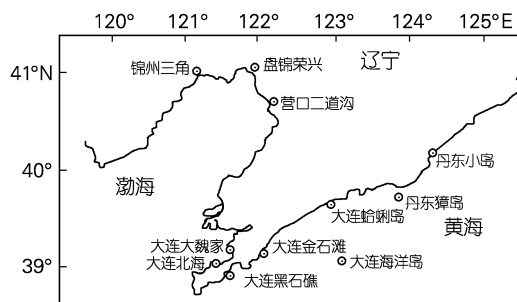 120° 121° 122° 123° 124° 125°E
41°N
40°
39°
辽宁
锦州三角
盘锦荣兴
营口二道沟
丹东小岛
渤海
丹东獐岛
大连蛤蜊岛
黄海
大连大魏家
大连金石滩
大连北海
大连海洋岛
大连黑石礁